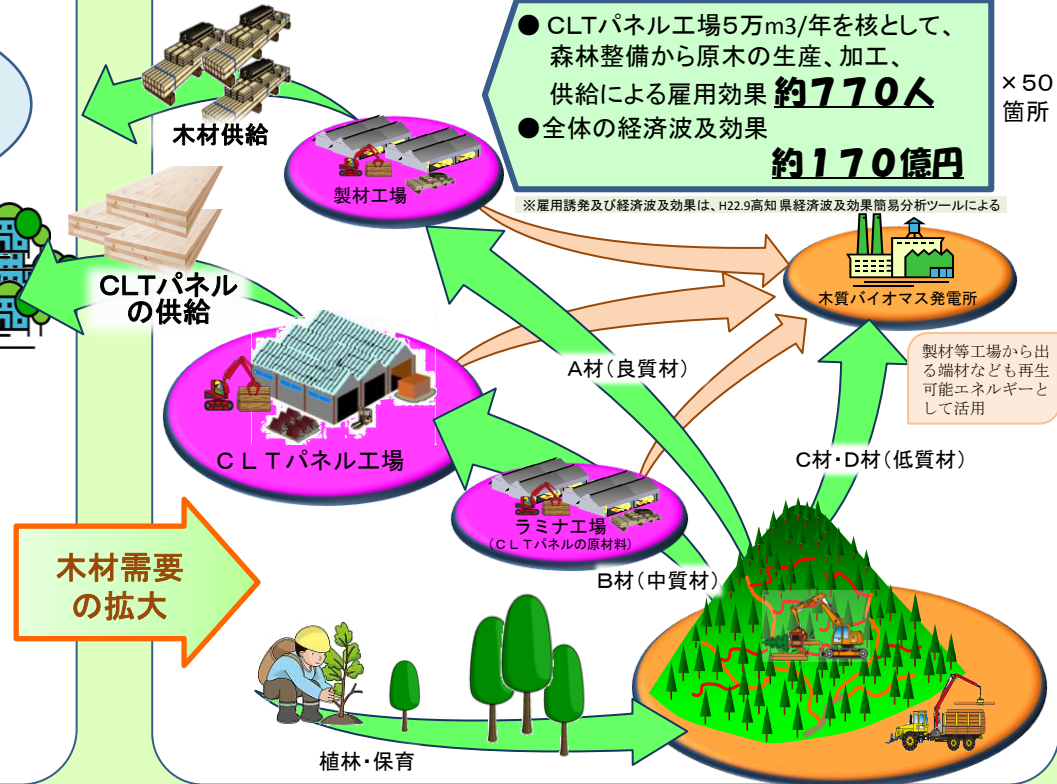 ● CLTパネル工場5万m3/年を核として、
森林整備から原木の生産、加工、
供給による雇用効果 約770人
●全体の経済波及効果
約170億円
×50
箇所
※雇用誘発及び経済波及効果は、H22.9高知県経済波及効果簡易分析ツールによる
木材供給
製材工場
木質バイオマス発電所
CLTパネル
の供給
A材(良質材)
製材等工場から出
る端材なども再生
可能エネルギーと
して活用
CLTパネル工場
C材・D材(低質材)
ラミナ工場
(CLTパネルの原材料)
B材(中質材)
木材需要
の拡大
植林・保育